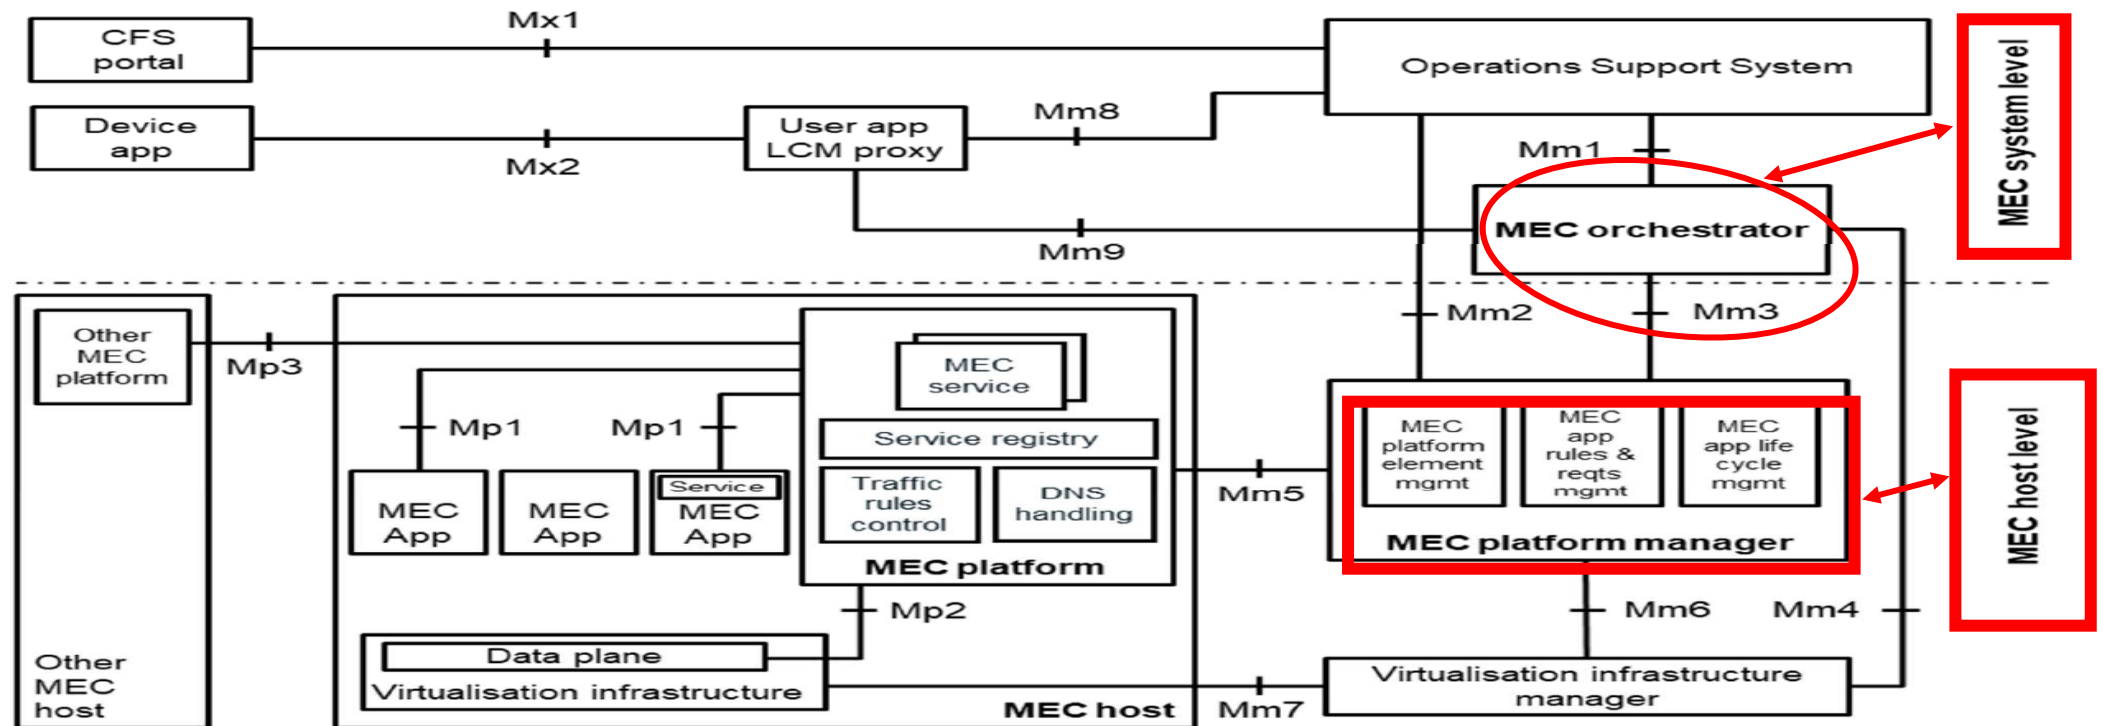 Mx1
CFS
portal
Operations Support System
MEC system level
Device
app
Mx2
User app
LCM proxy
Mm8
Mm1
MEC orchestrator
Mm9
Other
MEC
platform
Mp3
Mm2
Mm3
MEC
service
Mp1
Mp1
Service registry
MEC
platform
element
mgmt
MEC
app
rules &
reqts
mgmt
MEC
app life
cycle
mgmt
MEC host level
MEC
App
MEC
App
Service
MEC
App
Traffic
rules
control
DNS
handling
Mm5
MEC platform manager
MEC platform
Mp2
Mm6
Mm4
Data plane
Virtualisation infrastructure
Other
MEC
host
MEC host
Mm7
Virtualisation infrastructure
manager